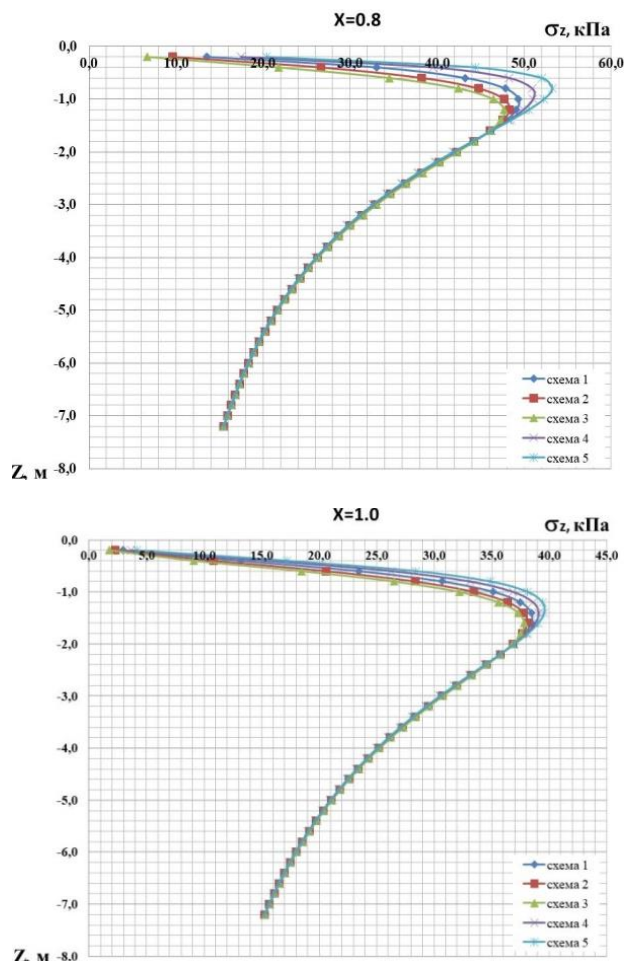 X=0.8
σz, кПа
0,0 10,0 20,0 30,0 40,0 50,0 60,0
0,0
-1,0
-2,0
-3,0
-4,0
-5,0
-6,0
-7,0
-8,0
схема 1
схема 2
схема 3
схема 4
схема 5
Z, м
X=1.0
σz, кПа
0,0 5,0 10,0 15,0 20,0 25,0 30,0 35,0 40,0 45,0
0,0
-1,0
-2,0
-3,0
-4,0
-5,0
-6,0
-7,0
-8,0
схема 1
схема 2
схема 3
схема 4
схема 5
Z, м